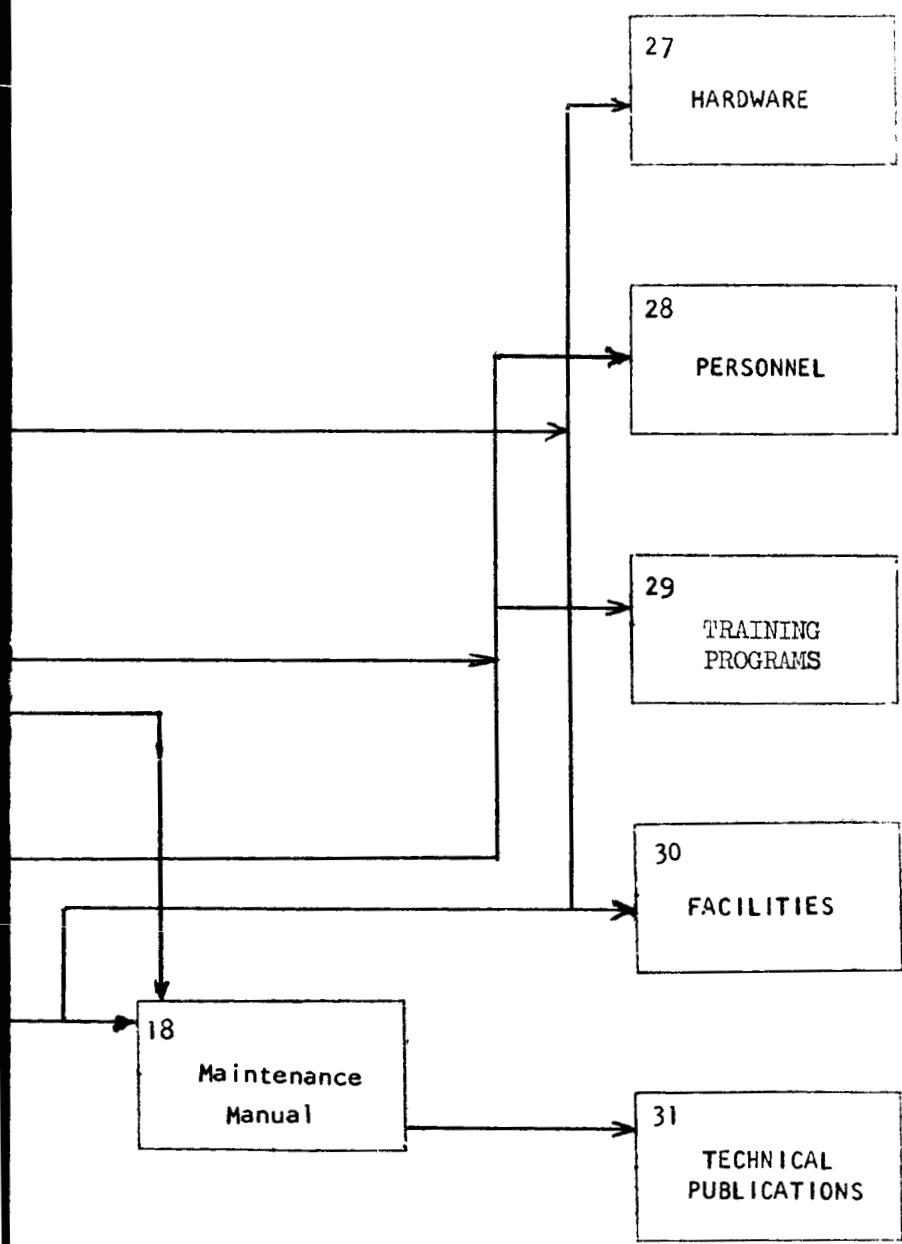 27
HARDWARE
28
PERSONNEL
29
TRAINING
PROGRAMS
30
FACILITIES
18
Maintenance
Manual
31
TECHNICAL
PUBLICATIONS